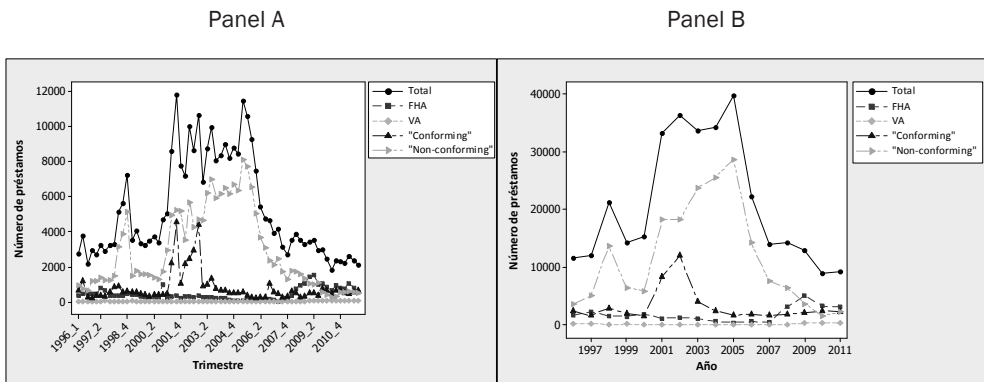 Panel A
Panel B
12000
10000
8000
6000
4000
2000
0
Número de préstamos
1996_1
1997_2
1998_4
2000_2
2001_4
2003_2
2004_4
2006_2
2007_4
2009_2
2010_4
Trimestre
Total
FHA
VA
"Conforming"
"Non-conforming"
40000
30000
20000
10000
0
Número de préstamos
1997 1999 2001 2003 2005 2007 2009 2011
Año
Total
FHA
VA
"Conforming"
"Non-conforming"